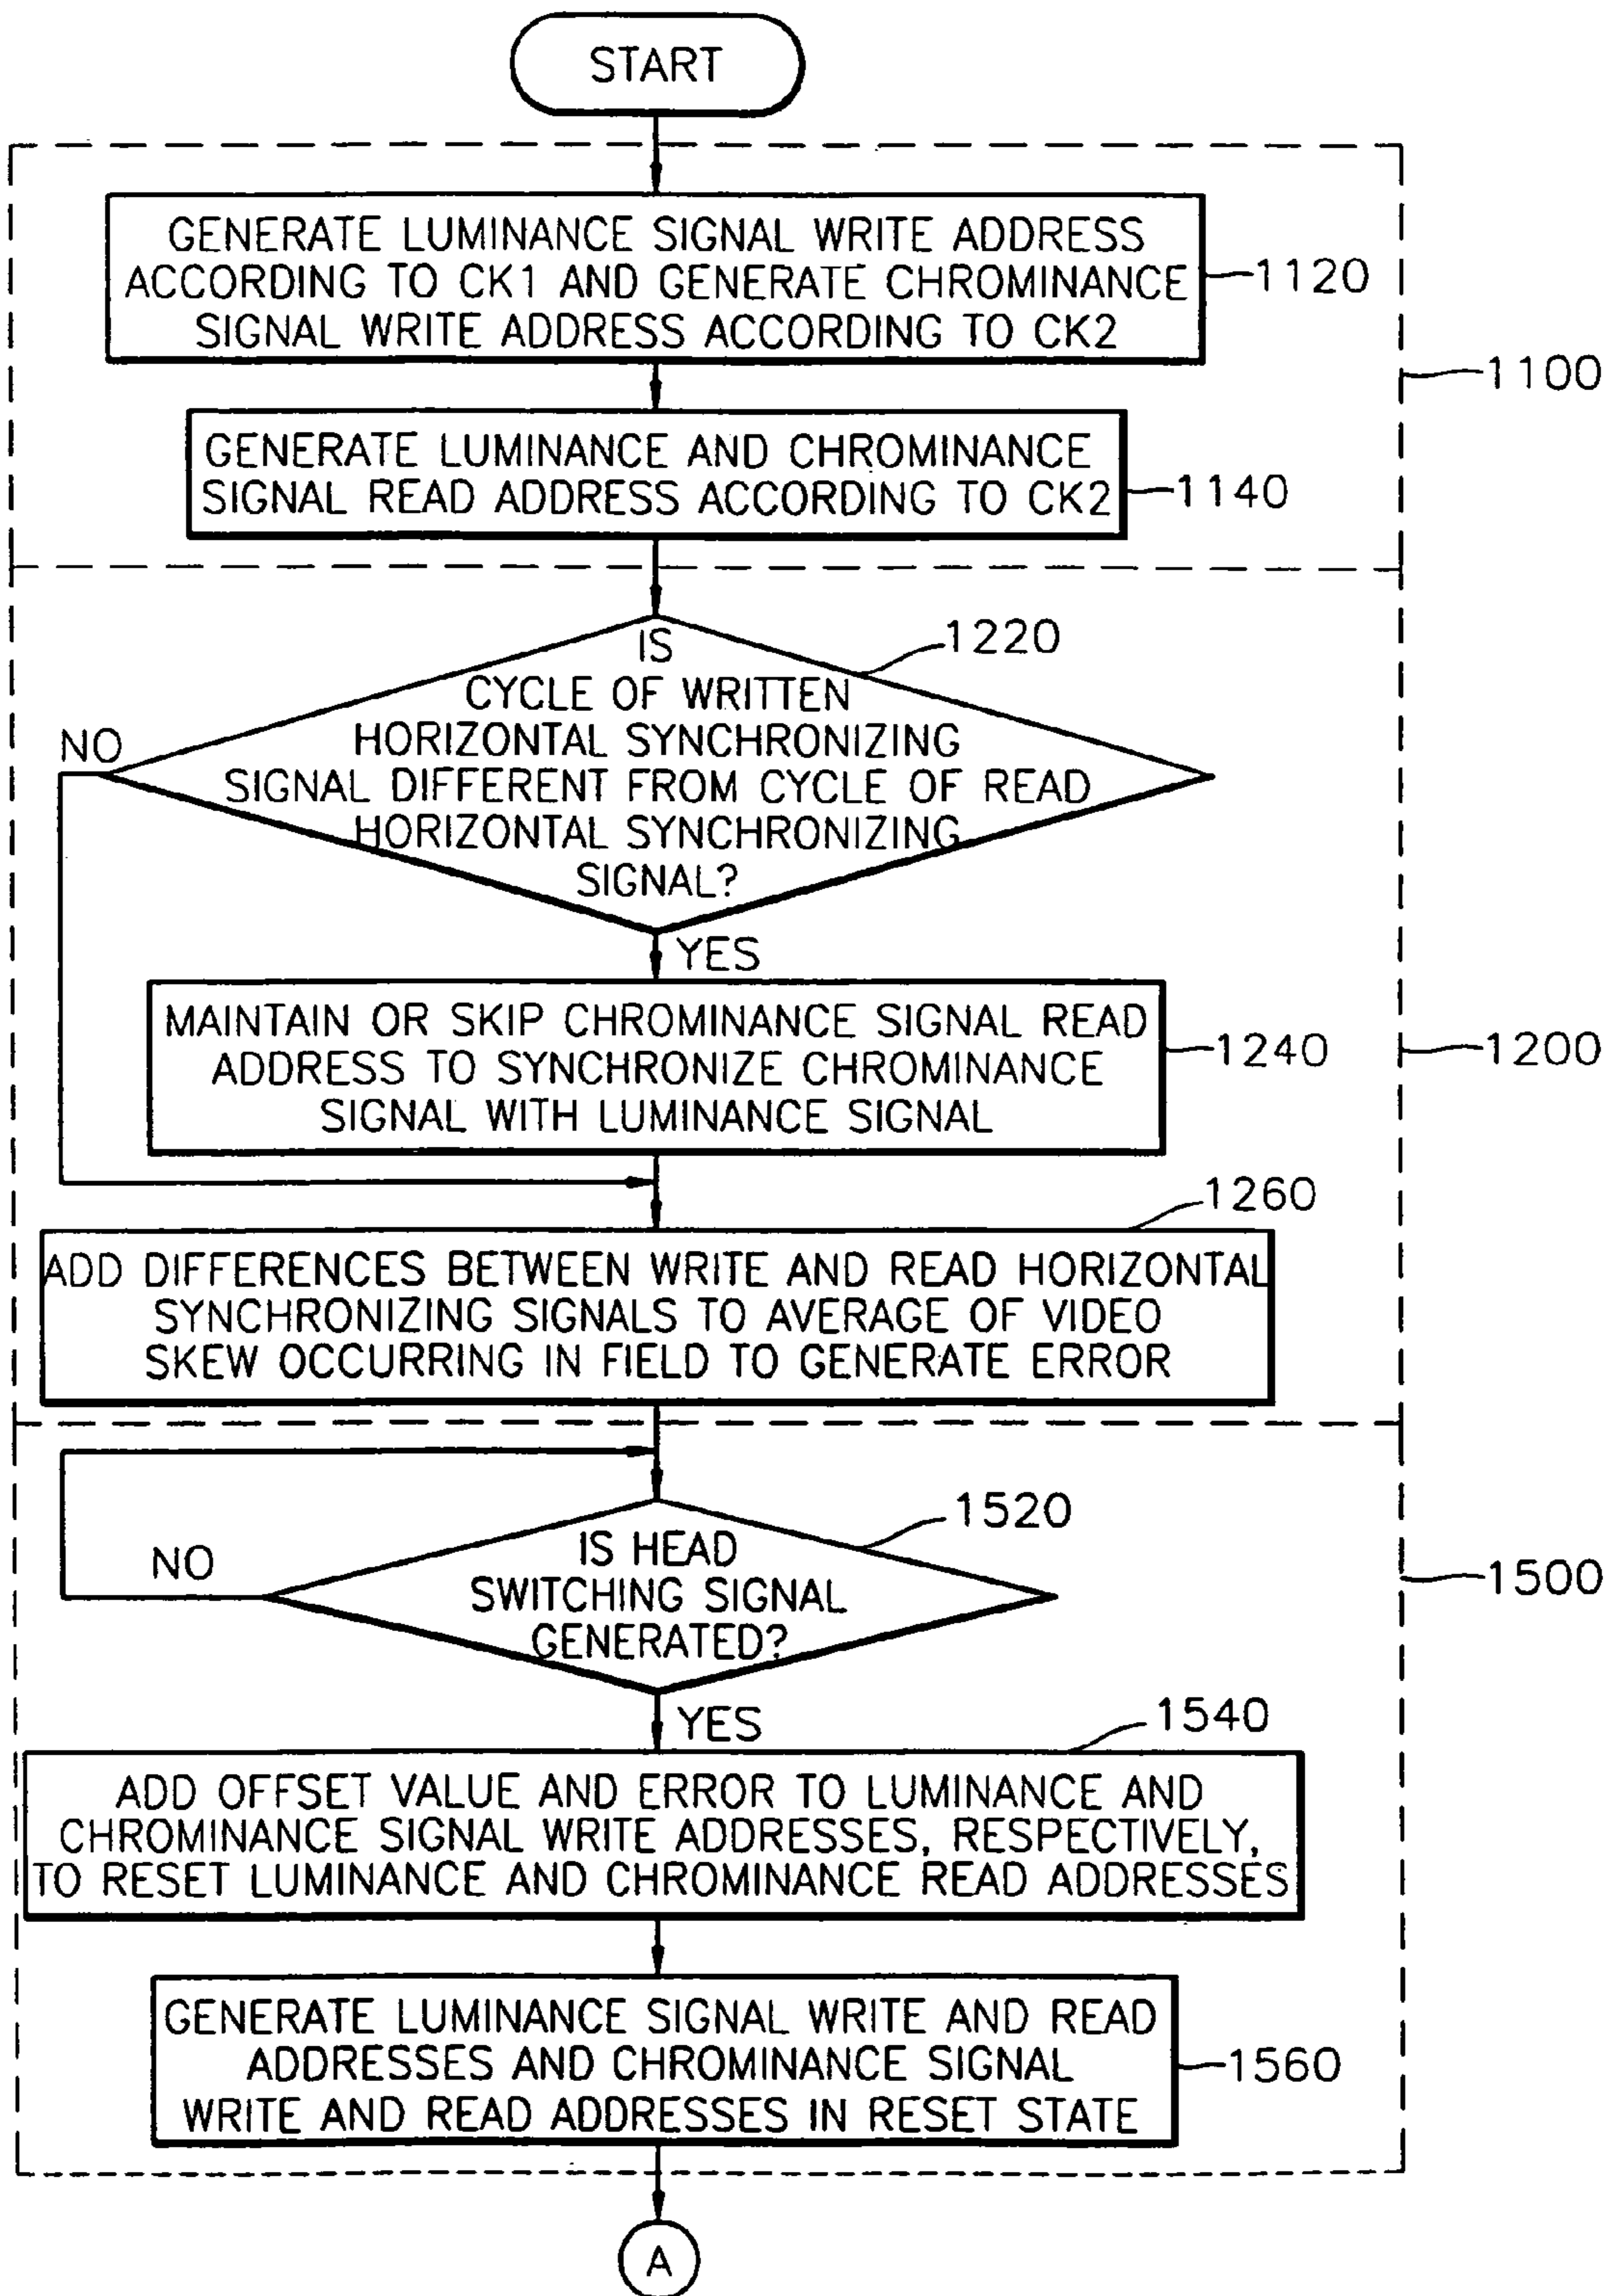 START
GENERATE LUMINANCE SIGNAL WRITE ADDRESS
ACCORDING TO CK1 AND GENERATE CHROMINANCE
SIGNAL WRITE ADDRESS ACCORDING TO CK2
1120
1100
GENERATE LUMINANCE AND CHROMINANCE
SIGNAL READ ADDRESS ACCORDING TO CK2
1140
1220
IS
CYCLE OF WRITTEN
HORIZONTAL SYNCHRONIZING
SIGNAL DIFFERENT FROM CYCLE OF READ
HORIZONTAL SYNCHRONIZING
SIGNAL?
NO
YES
MAINTAIN OR SKIP CHROMINANCE SIGNAL READ
ADDRESS TO SYNCHRONIZE CHROMINANCE
SIGNAL WITH LUMINANCE SIGNAL
1240
1200
1260
ADD DIFFERENCES BETWEEN WRITE AND READ HORIZONTAL
SYNCHRONIZING SIGNALS TO AVERAGE OF VIDEO
SKEW OCCURRING IN FIELD TO GENERATE ERROR
1520
IS HEAD
SWITCHING SIGNAL
GENERATED?
NO
1500
YES
1540
ADD OFFSET VALUE AND ERROR TO LUMINANCE AND
CHROMINANCE SIGNAL WRITE ADDRESSES, RESPECTIVELY,
TO RESET LUMINANCE AND CHROMINANCE READ ADDRESSES
GENERATE LUMINANCE SIGNAL WRITE AND READ
ADDRESSES AND CHROMINANCE SIGNAL
WRITE AND READ ADDRESSES IN RESET STATE
1560
A